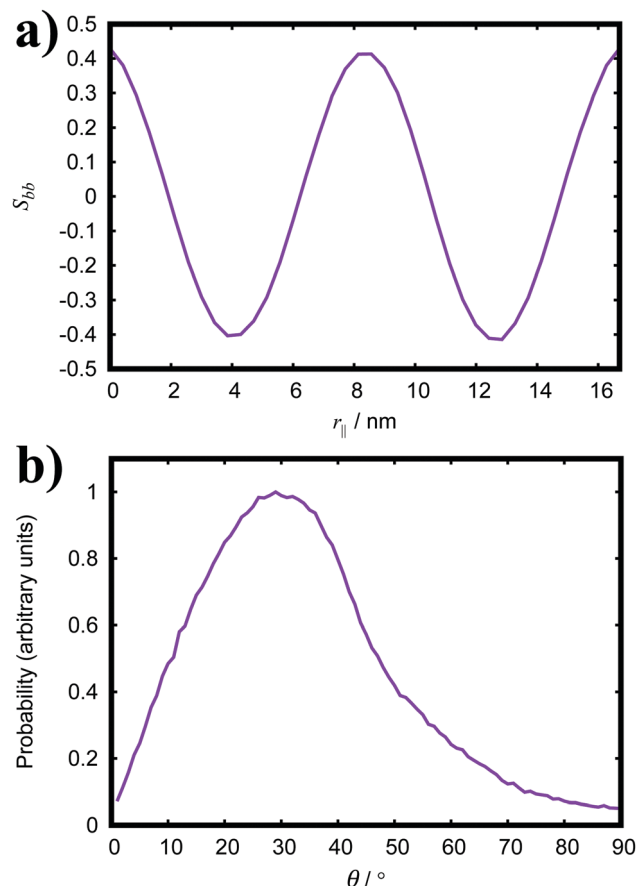 a)
0.5
0.4
0.3
0.2
0.1
0
-0.1
-0.2
-0.3
-0.4
-0.5
S_bb
0 2 4 6 8 10 12 14 16
r_∥ / nm
b)
1
0.8
0.6
0.4
0.2
0
Probability (arbitrary units)
0 10 20 30 40 50 60 70 80 90
θ / °